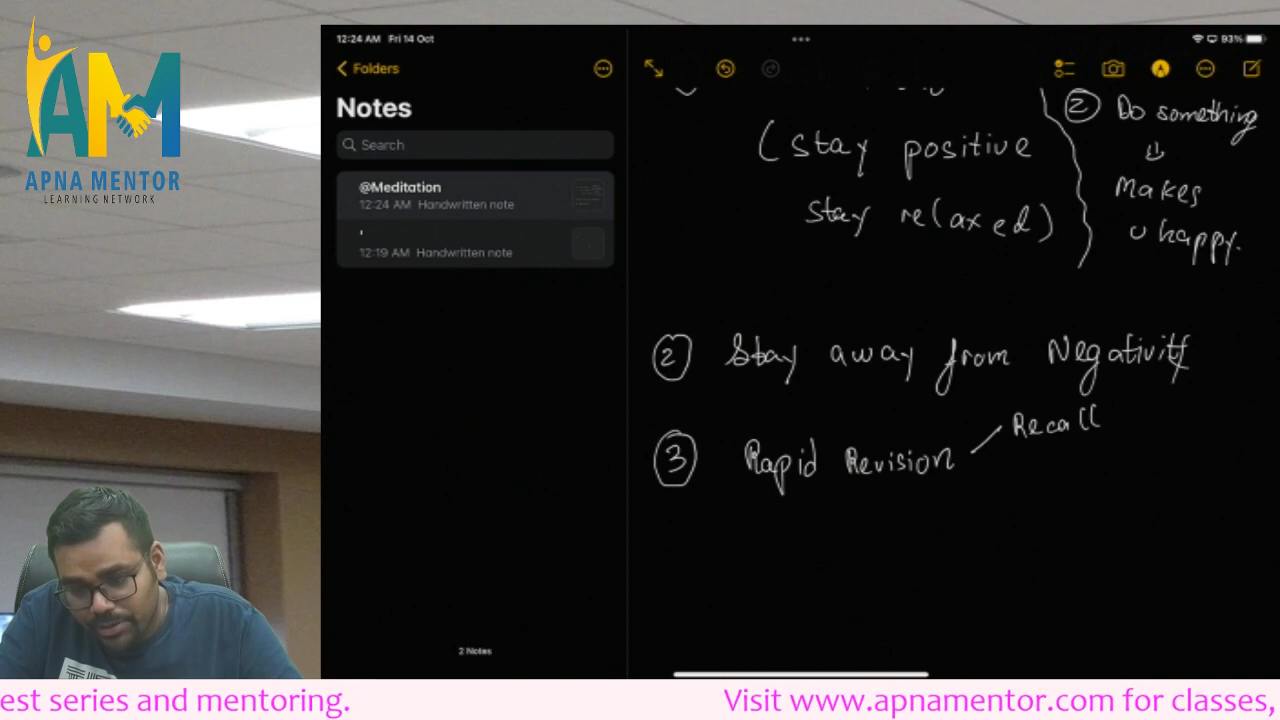 AM
APNA MENTOR
LEARNING NETWORK
12:24 AM Fri 14 Oct
93%
Folders
Notes
Search
@Meditation
12:24 AM Handwritten note
'
12:19 AM Handwritten note
2 Notes
(stay positive
stay relaxed)
② Do something
⇓
Makes
U happy.
② Stay away from Negativity
③ Rapid Revision
Recall
est series and mentoring.
Visit www.apnamentor.com for classes,